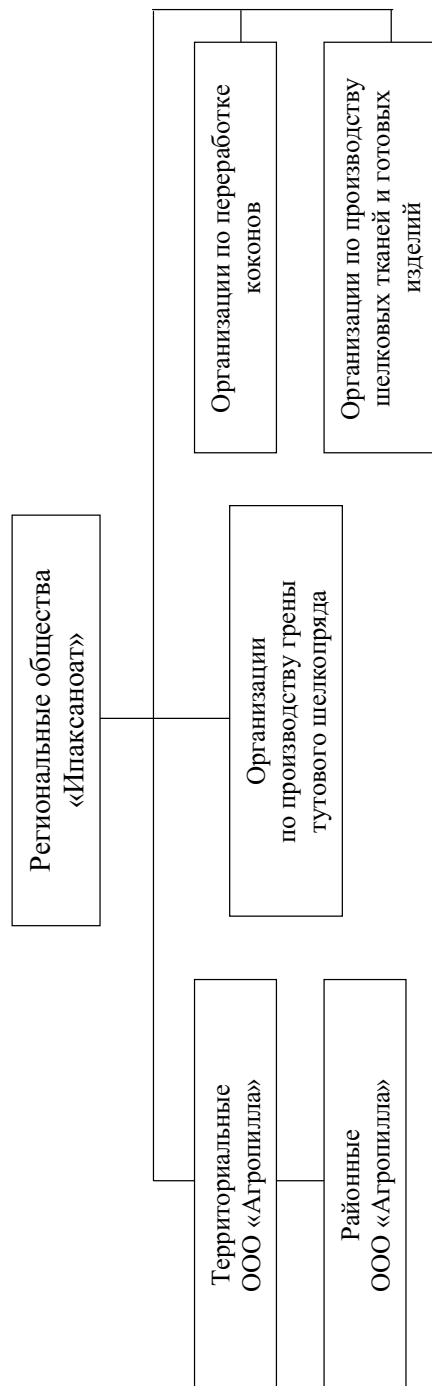 Региональные общества
«Ипаксаноат»
Территориальные
ООО «Агропилла»
Районные
ООО «Агропилла»
Организации
по производству грены
тутового шелкопряда
Организации по переработке
коконов
Организации по производству
шелковых тканей и готовых
изделий